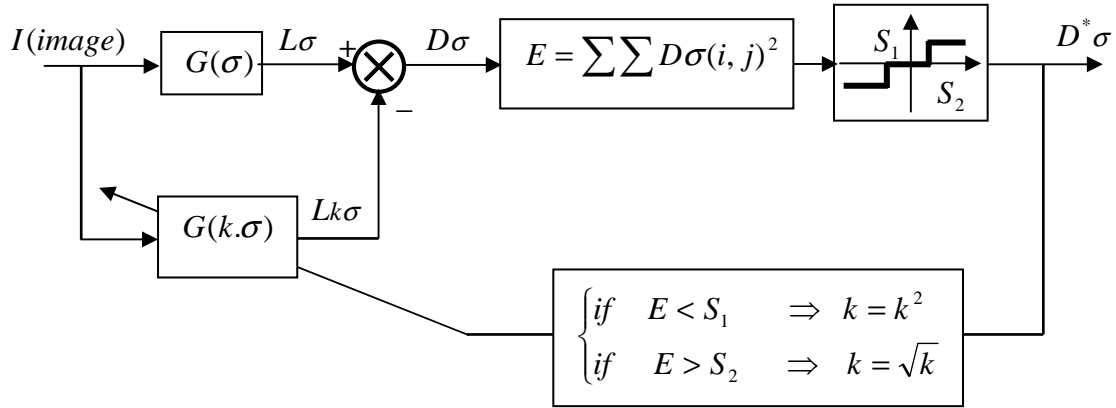 I(image)
G(σ)
Lσ
+
−
Dσ
E = ∑∑ Dσ(i, j)²
S₁
S₂
D*σ
G(k.σ)
Lkσ
{if E < S₁ ⇒ k = k²
if E > S₂ ⇒ k = √k